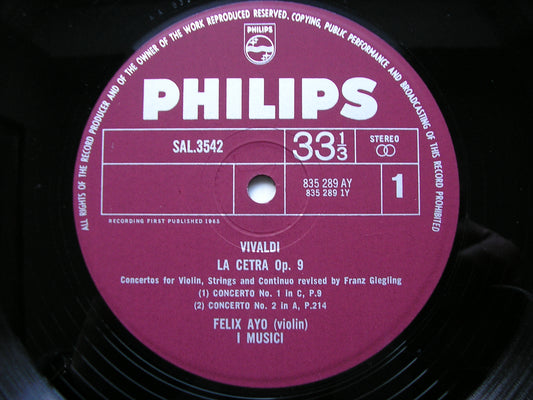 ALL RIGHTS OF THE RECORD PRODUCER AND OF THE OWNER OF THE WORK REPRODUCED RESERVED. COPYING, PUBLIC PERFORMANCE AND BROADCASTING OF THIS RECORD PROHIBITED
PHILIPS
PHILIPS
SAL.3542
33⅓
STEREO
835 289 AY
835 289 1Y
1
RECORDING FIRST PUBLISHED 1965
VIVALDI
LA CETRA Op. 9
Concertos for Violin, Strings and Continuo revised by Franz Giegling
(1) CONCERTO No. 1 in C, P.9
(2) CONCERTO No. 2 in A, P.214
FELIX AYO (violin)
I MUSICI